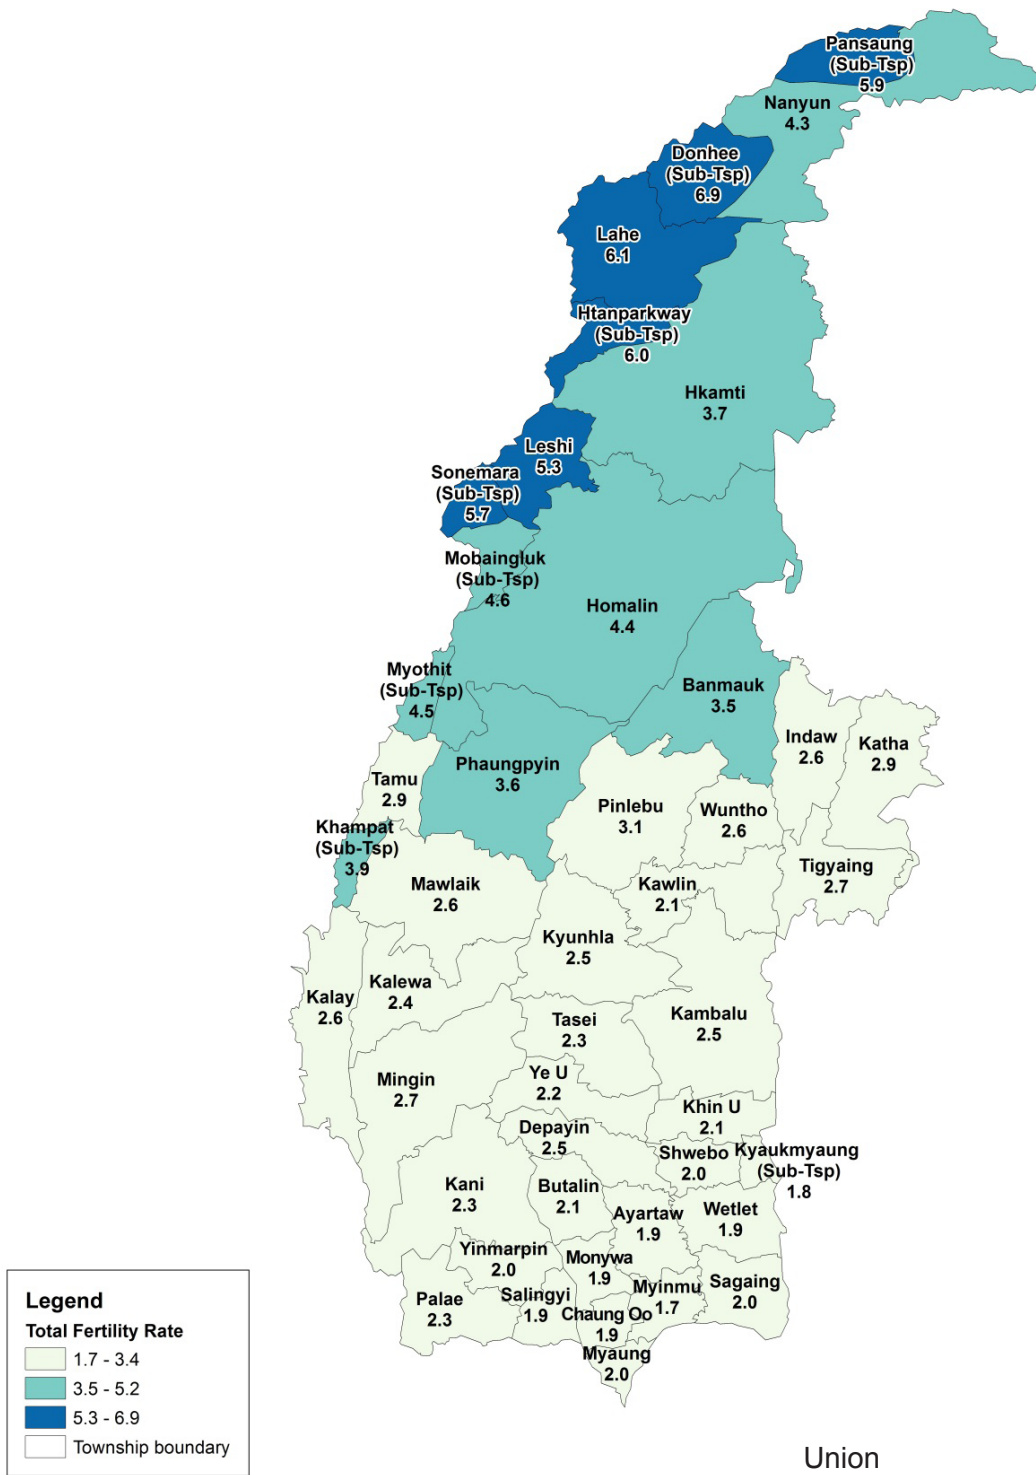 Pansaung
(Sub-Tsp)
5.9
Nanyun
4.3
Donhee
(Sub-Tsp)
6.9
Lahe
6.1
Htanparkway
(Sub-Tsp)
6.0
Hkamti
3.7
Leshi
5.3
Sonemara
(Sub-Tsp)
5.7
Mobaingluk
(Sub-Tsp)
4.6
Homalin
4.4
Myothit
(Sub-Tsp)
4.5
Banmauk
3.5
Indaw
2.6
Katha
2.9
Phaungpyin
3.6
Tamu
2.9
Pinlebu
3.1
Wuntho
2.6
Khampat
(Sub-Tsp)
3.9
Tigyaing
2.7
Mawlaik
2.6
Kawlin
2.1
Kyunhla
2.5
Kalewa
2.4
Kalay
2.6
Kambalu
2.5
Tasei
2.3
Mingin
2.7
Ye U
2.2
Khin U
2.1
Depayin
2.5
Shwebo
2.0
Kyaukmyaung
(Sub-Tsp)
1.8
Kani
2.3
Butalin
2.1
Ayartaw
1.9
Wetlet
1.9
Yinmarpin
2.0
Monywa
1.9
Sagaing
2.0
Myinmu
1.7
Salingyi
1.9
Palae
2.3
Chaung Oo
1.9
Myaung
2.0
Legend
Total Fertility Rate
1.7 - 3.4
3.5 - 5.2
5.3 - 6.9
Township boundary
Union